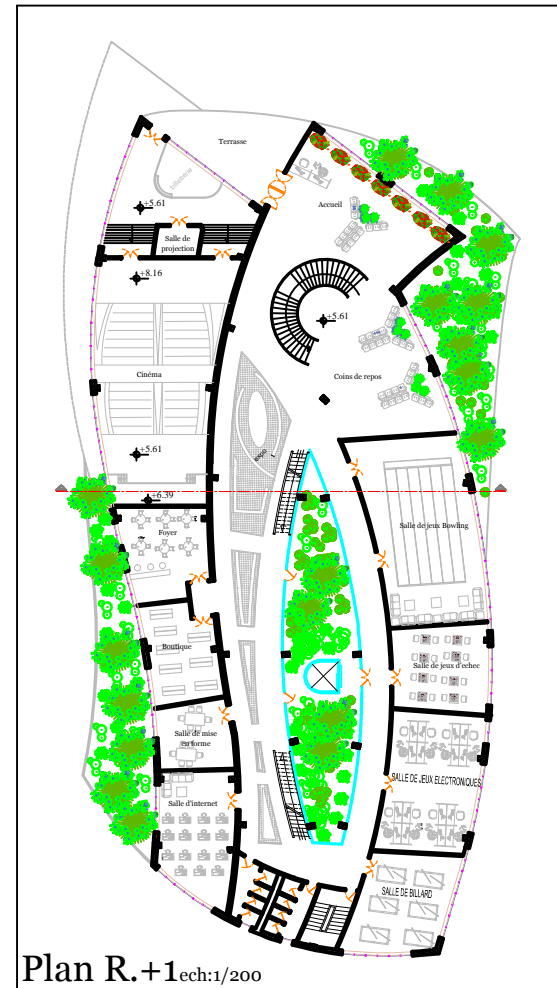 Terrasse
Accueil
+5.61
Salle de
projection
+8.16
+5.61
Cinéma
Coins de repos
+5.61
+6.39
Foyer
Salle de jeux Bowling
Boutique
Salle de jeux d'echec
Salle de mise
en forme
SALLE DE JEUX ELECTRONIQUES
Salle d'internet
SALLE DE BILLARD
Plan R.+1ech:1/200